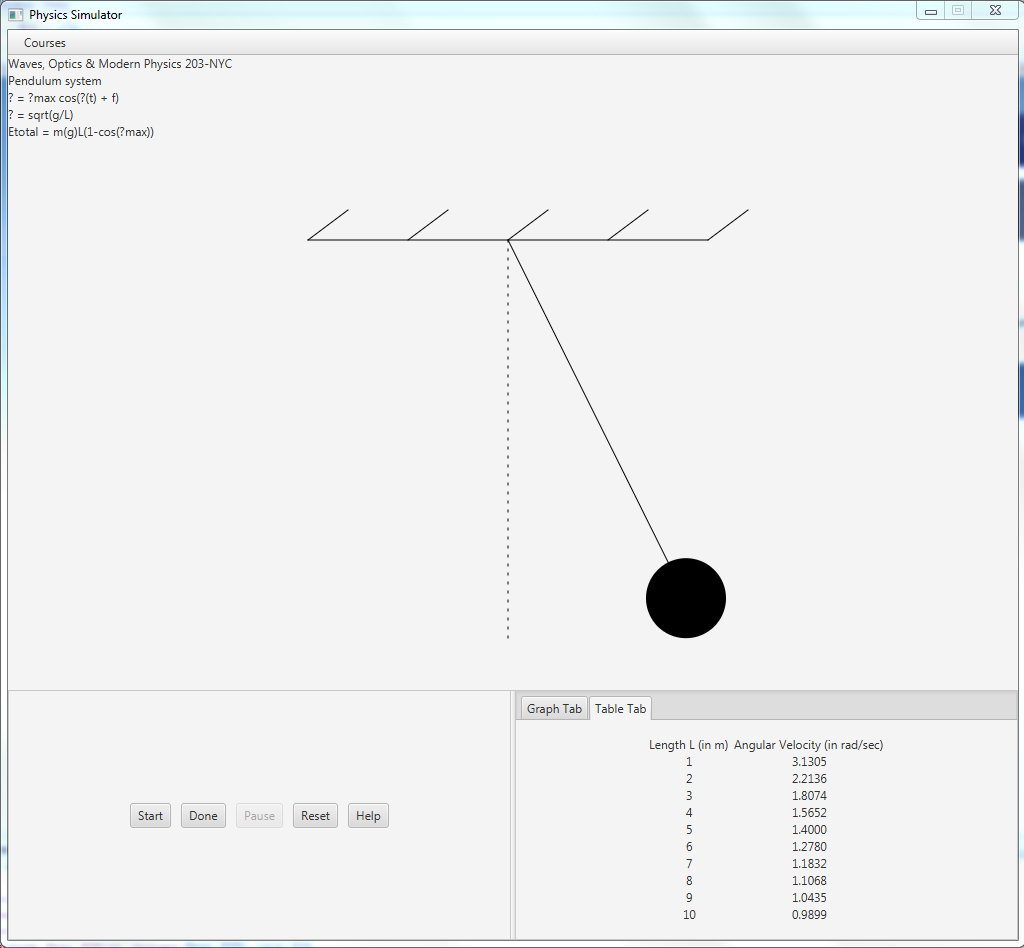 Physics Simulator
Courses
Waves, Optics & Modern Physics 203-NYC
Pendulum system
? = ?max cos(?(t) + f)
? = sqrt(g/L)
Etotal = m(g)L(1-cos(?max))
Graph Tab Table Tab
Length L (in m) Angular Velocity (in rad/sec)
1 3.1305
2 2.2136
3 1.8074
4 1.5652
5 1.4000
6 1.2780
7 1.1832
8 1.1068
9 1.0435
10 0.9899
Start Done Pause Reset Help